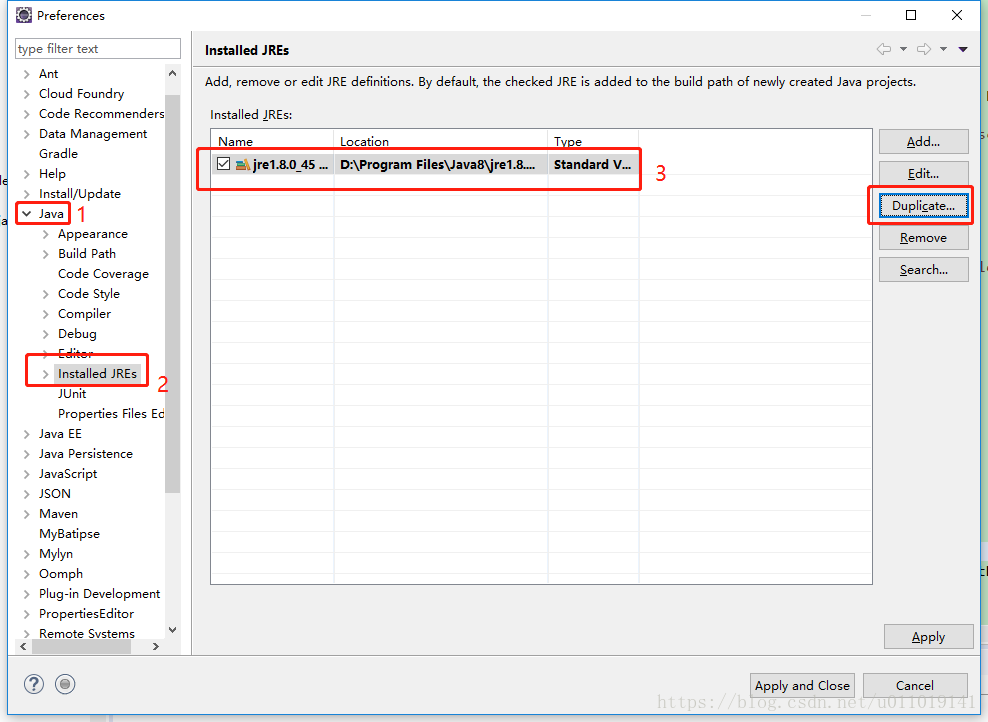 Preferences
type filter text
Installed JREs
Ant
Cloud Foundry
Code Recommenders
Data Management
Gradle
Help
Install/Update
Java 1
Appearance
Build Path
Code Coverage
Code Style
Compiler
Debug
Editor
Installed JREs 2
JUnit
Properties Files Ed
Java EE
Java Persistence
JavaScript
JSON
Maven
MyBatipse
Mylyn
Oomph
Plug-in Development
PropertiesEditor
Remote Systems
Add, remove or edit JRE definitions. By default, the checked JRE is added to the build path of newly created Java projects.
Installed JREs:
Name Location Type
jre1.8.0_45 ... D:\Program Files\Java8\jre1.8.... Standard V... 3
Add...
Edit...
Duplicate...
Remove
Search...
Apply
?
Apply and Close Cancel
https://blog.csdn.net/u011019141